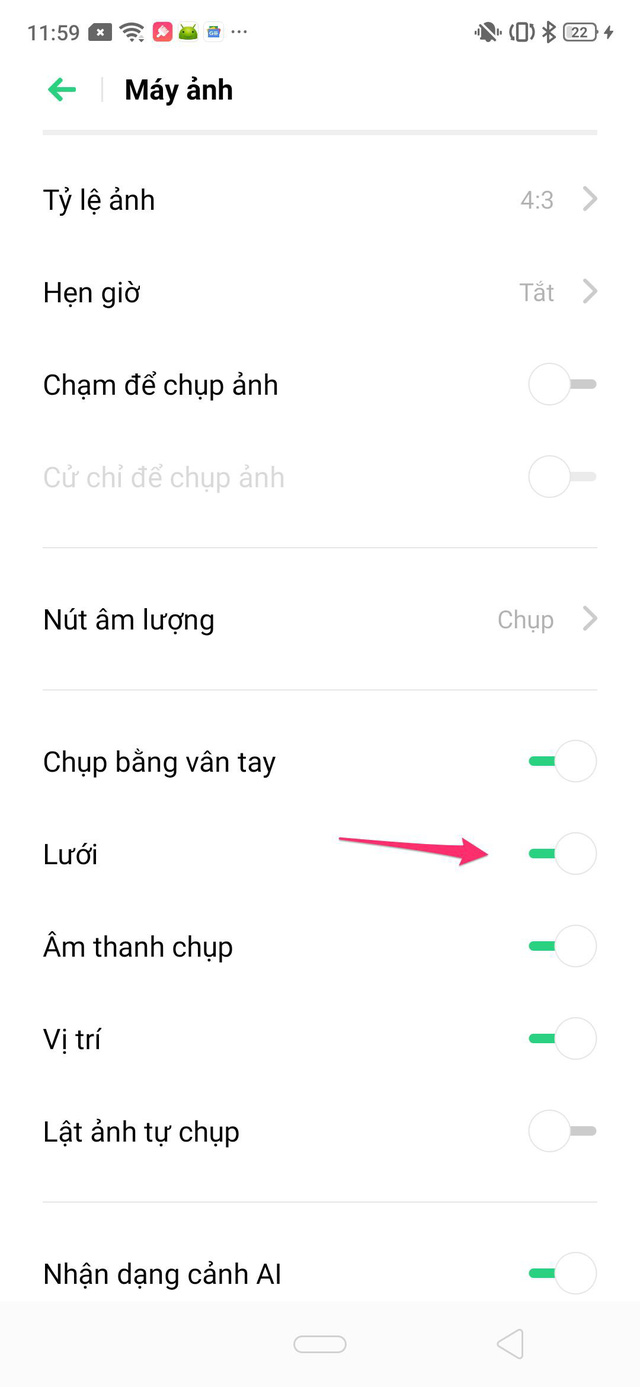 11:59
22
Máy ảnh
Tỷ lệ ảnh 4:3
Hẹn giờ Tắt
Chạm để chụp ảnh
Cử chỉ để chụp ảnh
Nút âm lượng Chụp
Chụp bằng vân tay
Lưới
Âm thanh chụp
Vị trí
Lật ảnh tự chụp
Nhận dạng cảnh AI